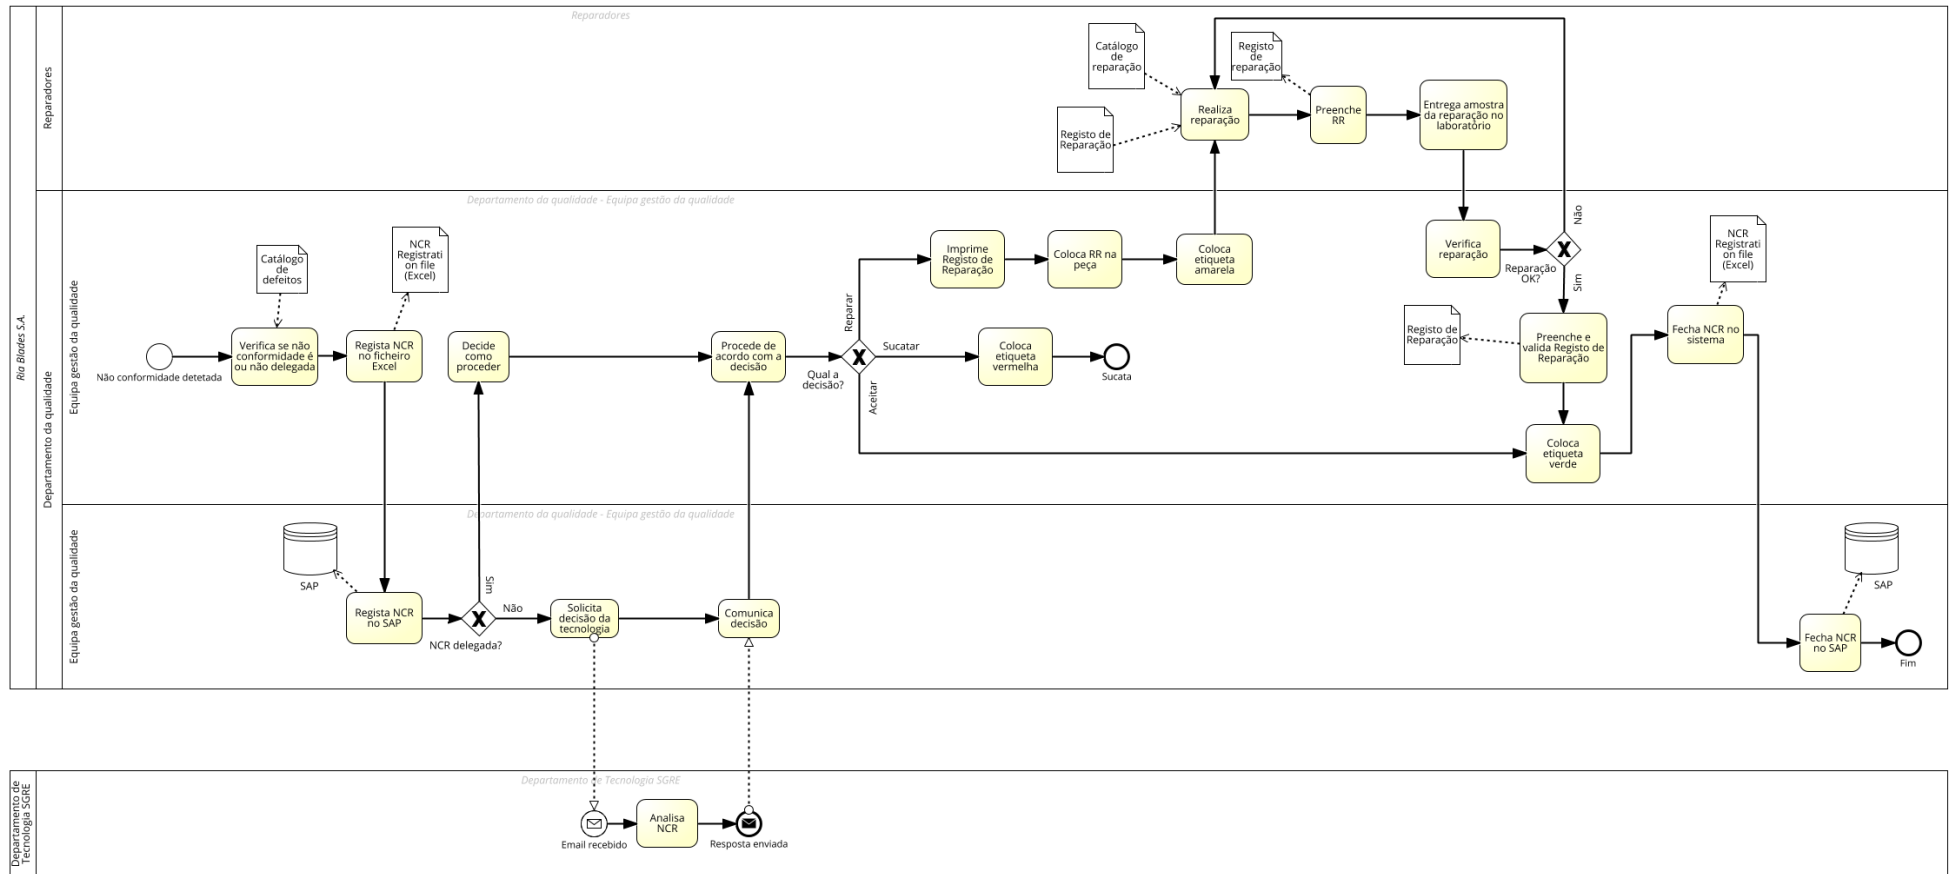 Ria Blades S.A.
Reparadores
Reparadores
Catálogo
de
reparação
Registo de
Reparação
Realiza
reparação
Registo
de
reparação
Preenche
RR
Entrega amostra
da reparação no
laboratório
Departamento da qualidade
Equipa gestão da qualidade
Departamento da qualidade - Equipa gestão da qualidade
Não conformidade detetada
Catálogo
de
defeitos
Verifica se não
conformidade é
ou não delegada
NCR
Registrati
on file
(Excel)
Regista NCR
no ficheiro
Excel
Decide
como
proceder
Procede de
acordo com a
decisão
Qual a
decisão?
Reparar
Sucatar
Aceitar
Imprime
Registo de
Reparação
Coloca RR na
peça
Coloca
etiqueta
amarela
Coloca
etiqueta
vermelha
Sucata
Verifica
reparação
Reparação
OK?
Não
Sim
Registo de
Reparação
Preenche e
valida Registo de
Reparação
Coloca
etiqueta
verde
NCR
Registrati
on file
(Excel)
Fecha NCR no
sistema
Equipa gestão da qualidade
Departamento da qualidade - Equipa gestão da qualidade
SAP
Regista NCR
no SAP
NCR delegada?
Sim
Não
Solicita
decisão da
tecnologia
Comunica
decisão
SAP
Fecha NCR
no SAP
Fim
Departamento de
Tecnologia SGRE
Departamento de Tecnologia SGRE
Email recebido
Analisa
NCR
Resposta enviada